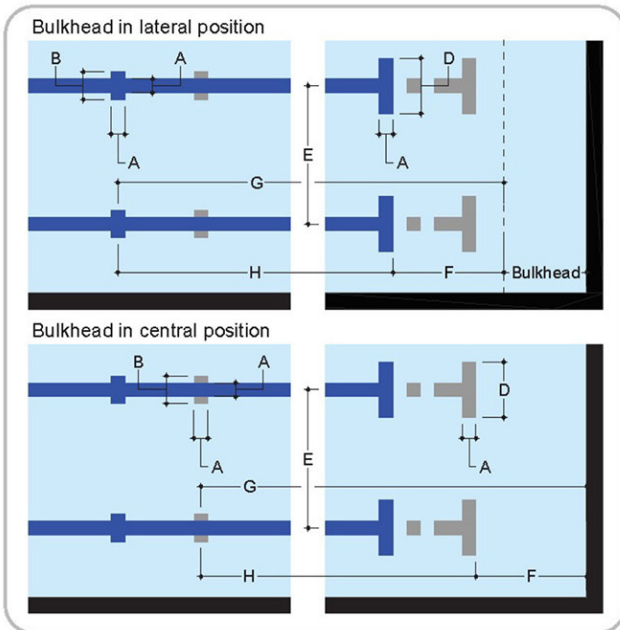 Bulkhead in lateral position
B A D
A E A
G
H F Bulkhead
Bulkhead in central position
B A
D
A E A
G
H F